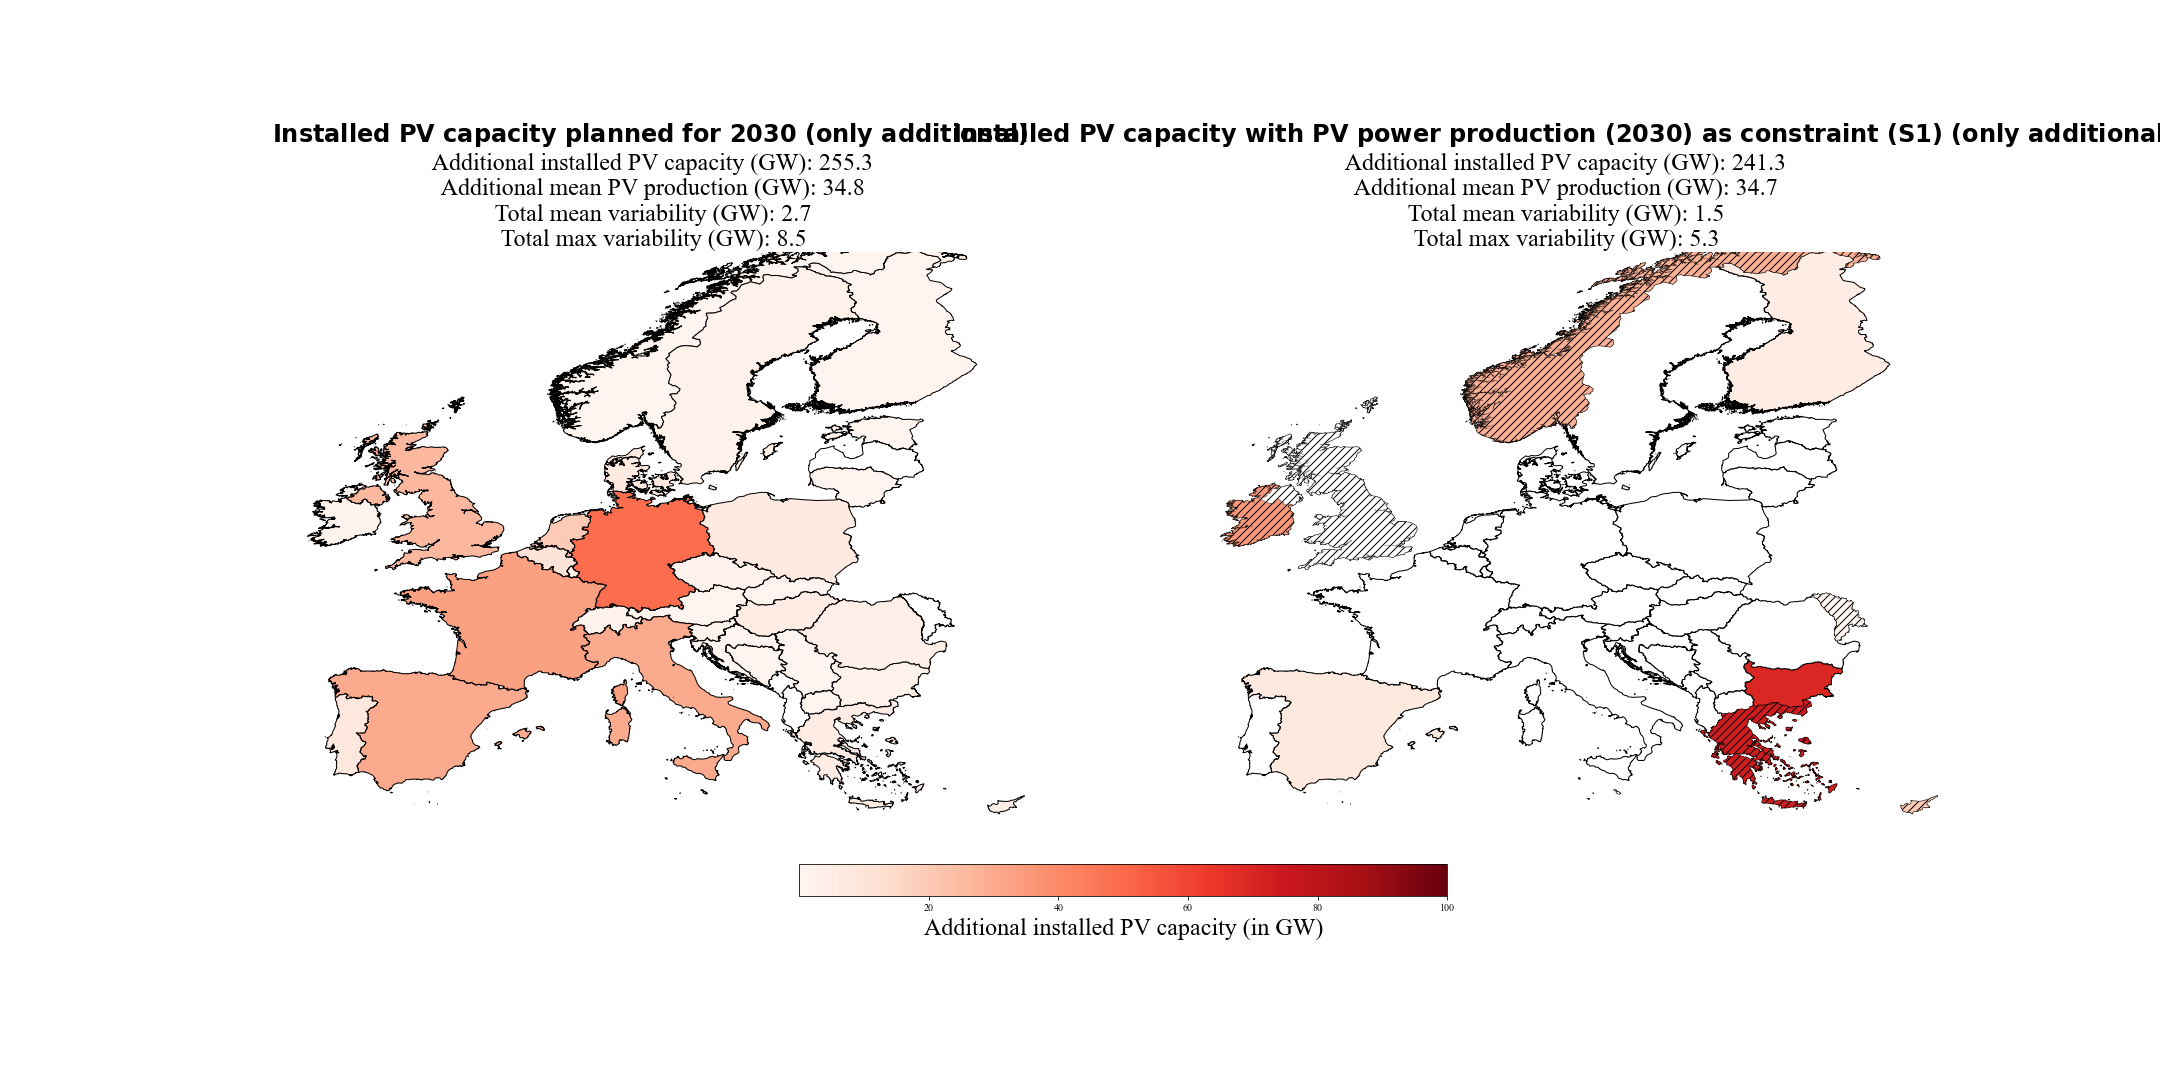 Installed PV capacity planned for 2030 (only additional)
Additional installed PV capacity (GW): 255.3
Additional mean PV production (GW): 34.8
Total mean variability (GW): 2.7
Total max variability (GW): 8.5
Installed PV capacity with PV power production (2030) as constraint (S1) (only additional
Additional installed PV capacity (GW): 241.3
Additional mean PV production (GW): 34.7
Total mean variability (GW): 1.5
Total max variability (GW): 5.3
20 40 60 80 100
Additional installed PV capacity (in GW)